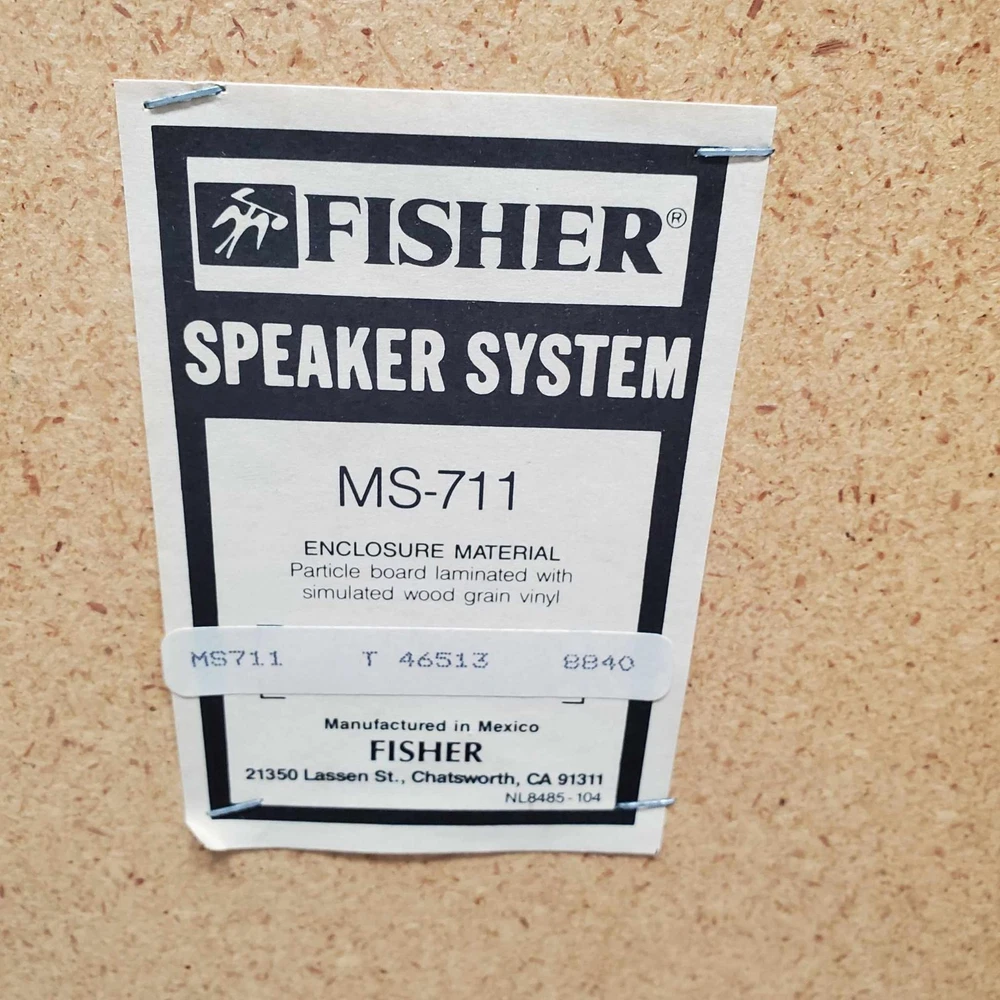 FISHER®
SPEAKER SYSTEM
MS-711
ENCLOSURE MATERIAL
Particle board laminated with
simulated wood grain vinyl
MS711 T 46513 8840
Manufactured in Mexico
FISHER
21350 Lassen St., Chatsworth, CA 91311
NL8485-104